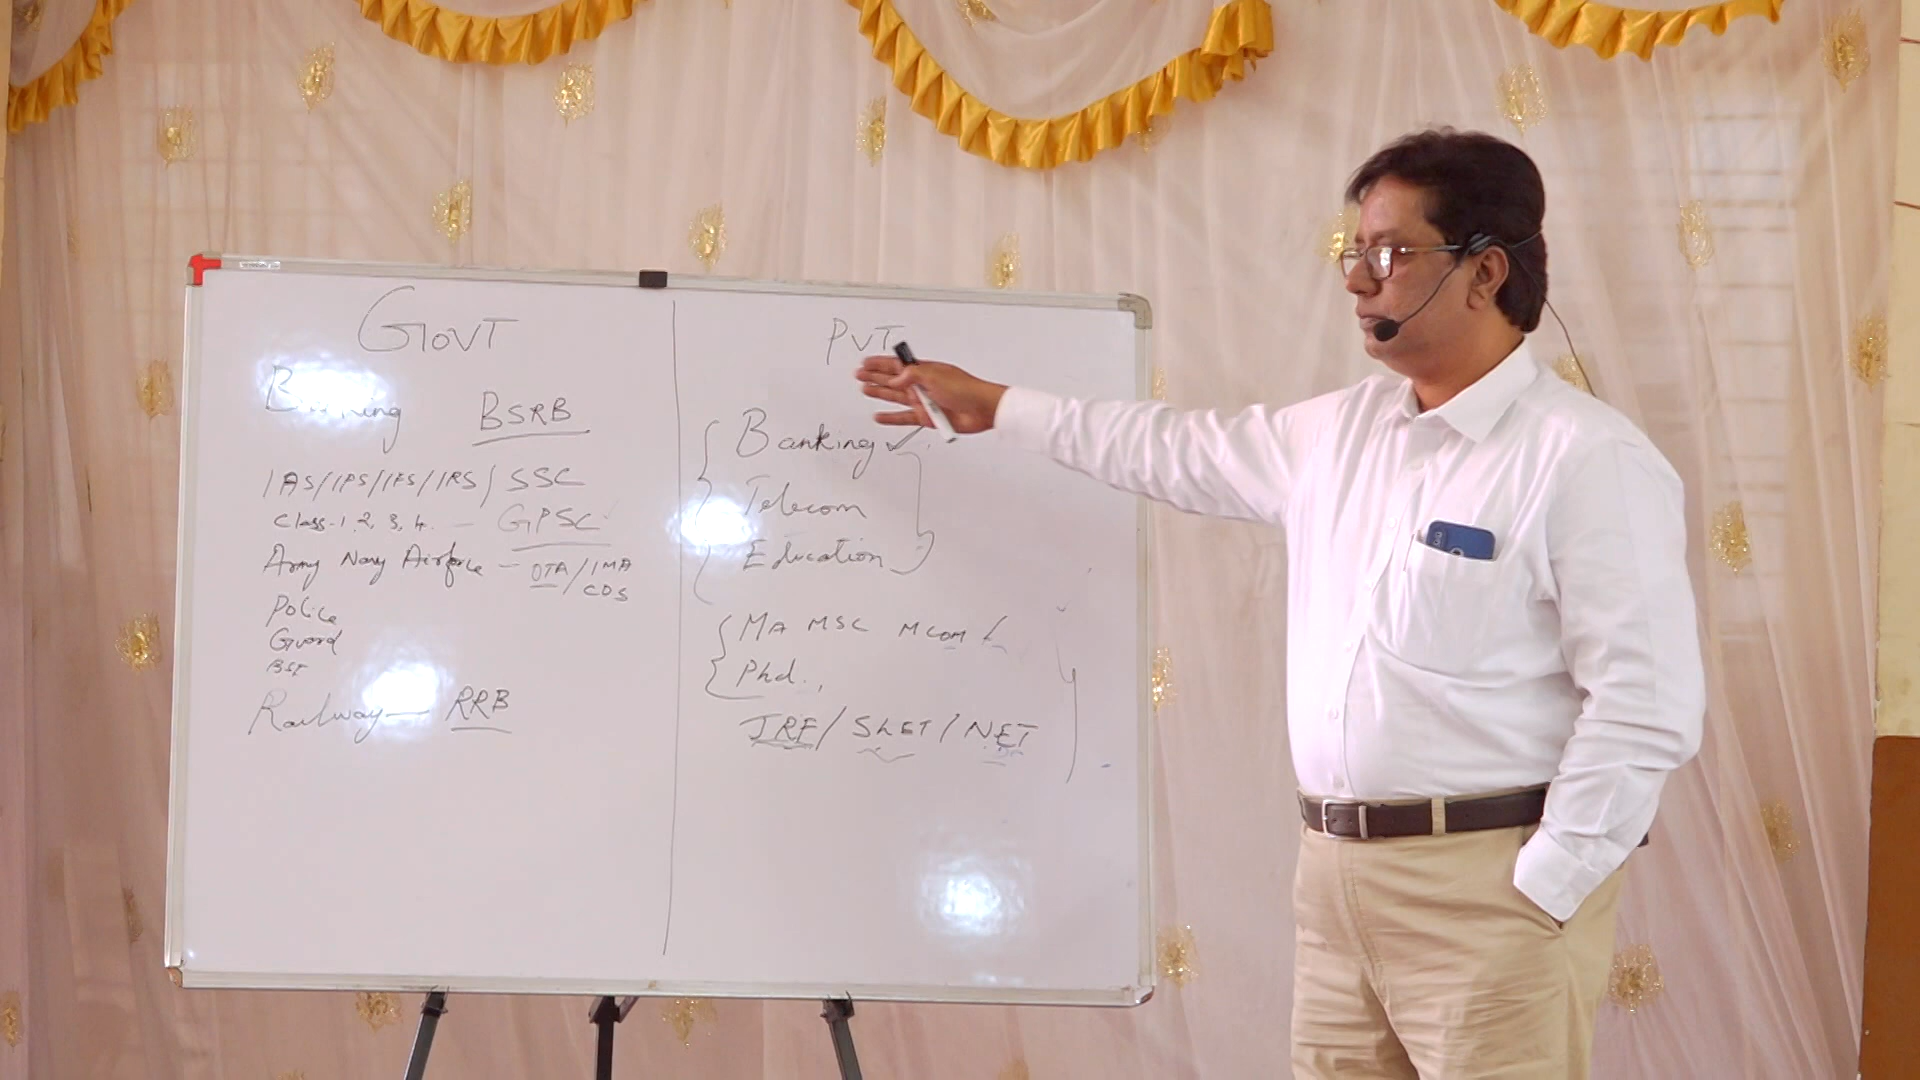 GOVT
Banking BSRB
IAS/IPS/IFS/IRS/SSC
Class-1, 2, 3, 4. - GPSC
Army Navy Airforce - OTA/IMA
CDS
Police
Guard
BSF
Railway - RRB
PVT
Banking
Telecom
Education
MA MSC MCOM
Phd.,
JRF/SLET/NET